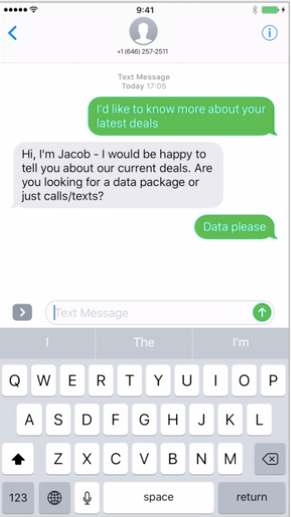 9:41
+1 (646) 257-2511
Text Message
Today 17:05
I'd like to know more about your
latest deals
Hi, I'm Jacob - I would be happy to
tell you about our current deals. Are
you looking for a data package or
just calls/texts?
Data please
Text Message
I The I'm
Q W E R T Y U I O P
A S D F G H J K L
Z X C V B N M
123 space return